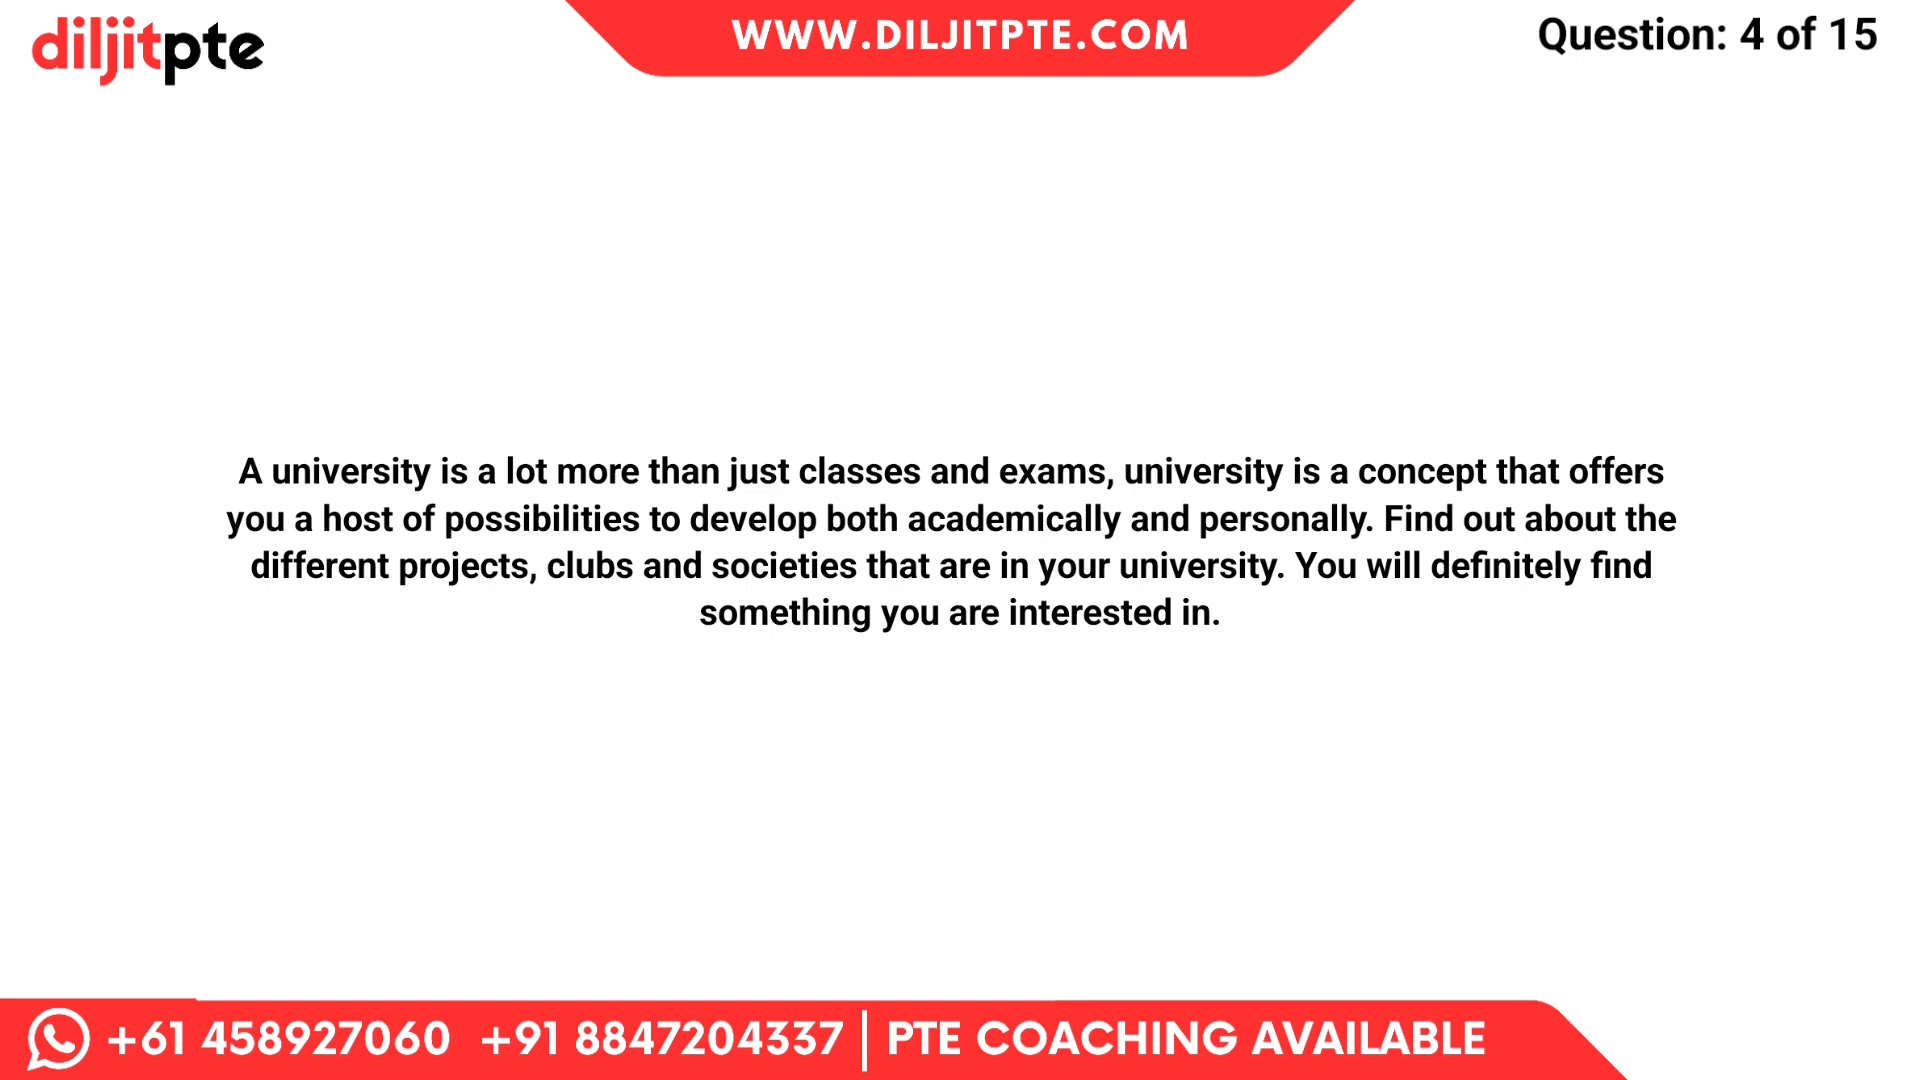 diljitpte
WWW.DILJITPTE.COM
Question: 4 of 15
A university is a lot more than just classes and exams, university is a concept that offers
you a host of possibilities to develop both academically and personally. Find out about the
different projects, clubs and societies that are in your university. You will definitely find
something you are interested in.
+61 458927060 +91 8847204337 | PTE COACHING AVAILABLE